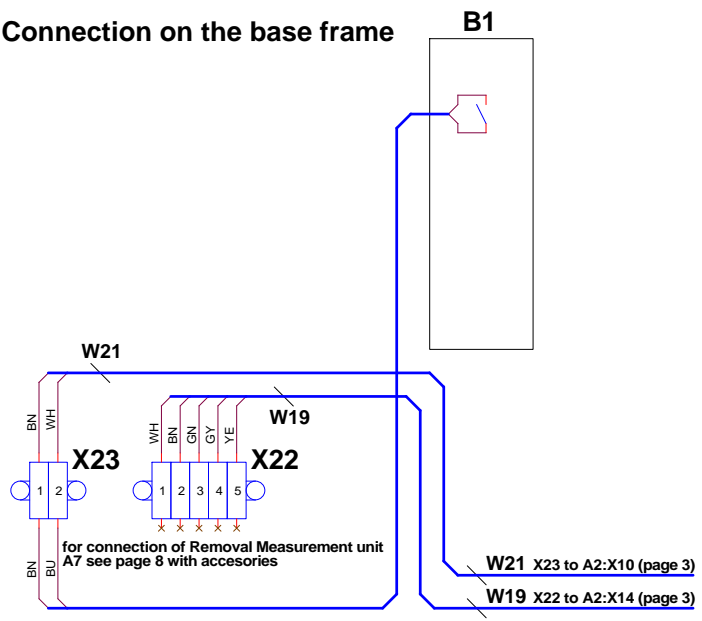 Connection on the base frame
B1
W21
W19
BN
WH
WH
BN
GN
GY
YE
X23
X22
1
2
1
2
3
4
5
BN
BU
for connection of Removal Measurement unit
A7 see page 8 with accesories
W21 X23 to A2:X10 (page 3)
W19 X22 to A2:X14 (page 3)